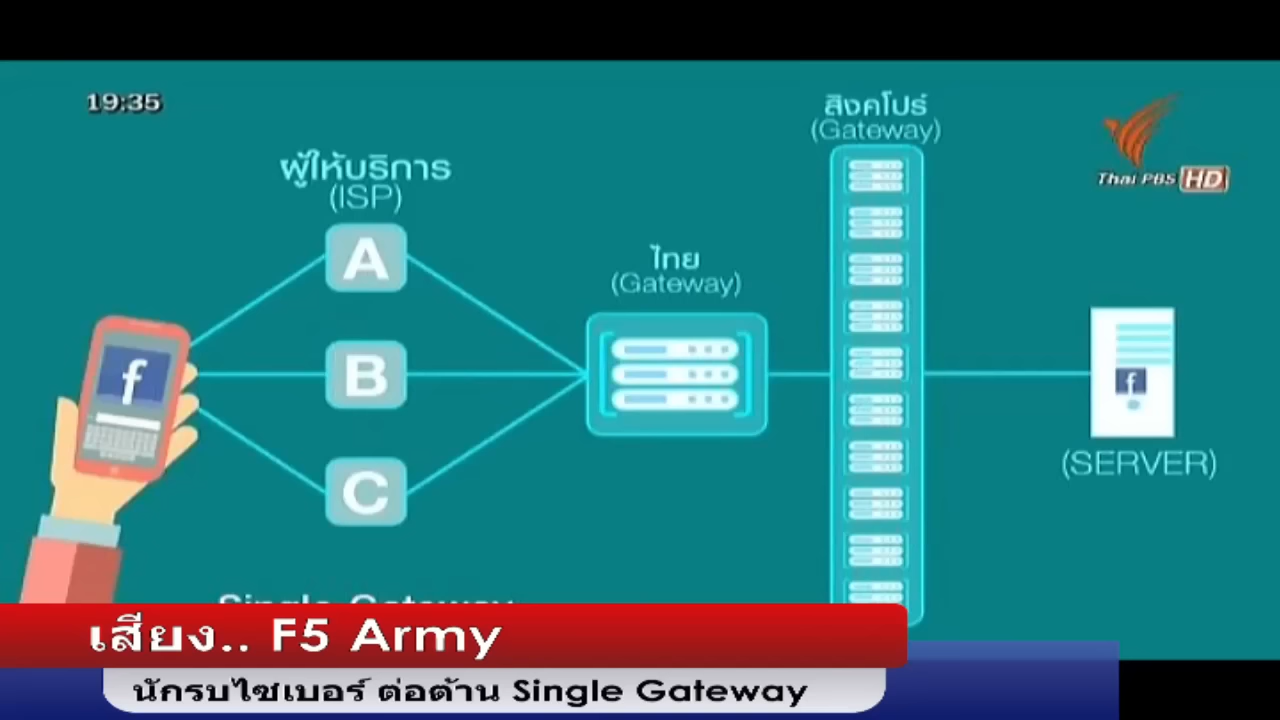 19:35
สิงคโปร์
(Gateway)
Thai PBS HD
ผู้ให้บริการ
(ISP)
A
ไทย
(Gateway)
f
B
f
(SERVER)
C
Single Gateway
เสียง.. F5 Army
นักรบไซเบอร์ ต่อต้าน Single Gateway